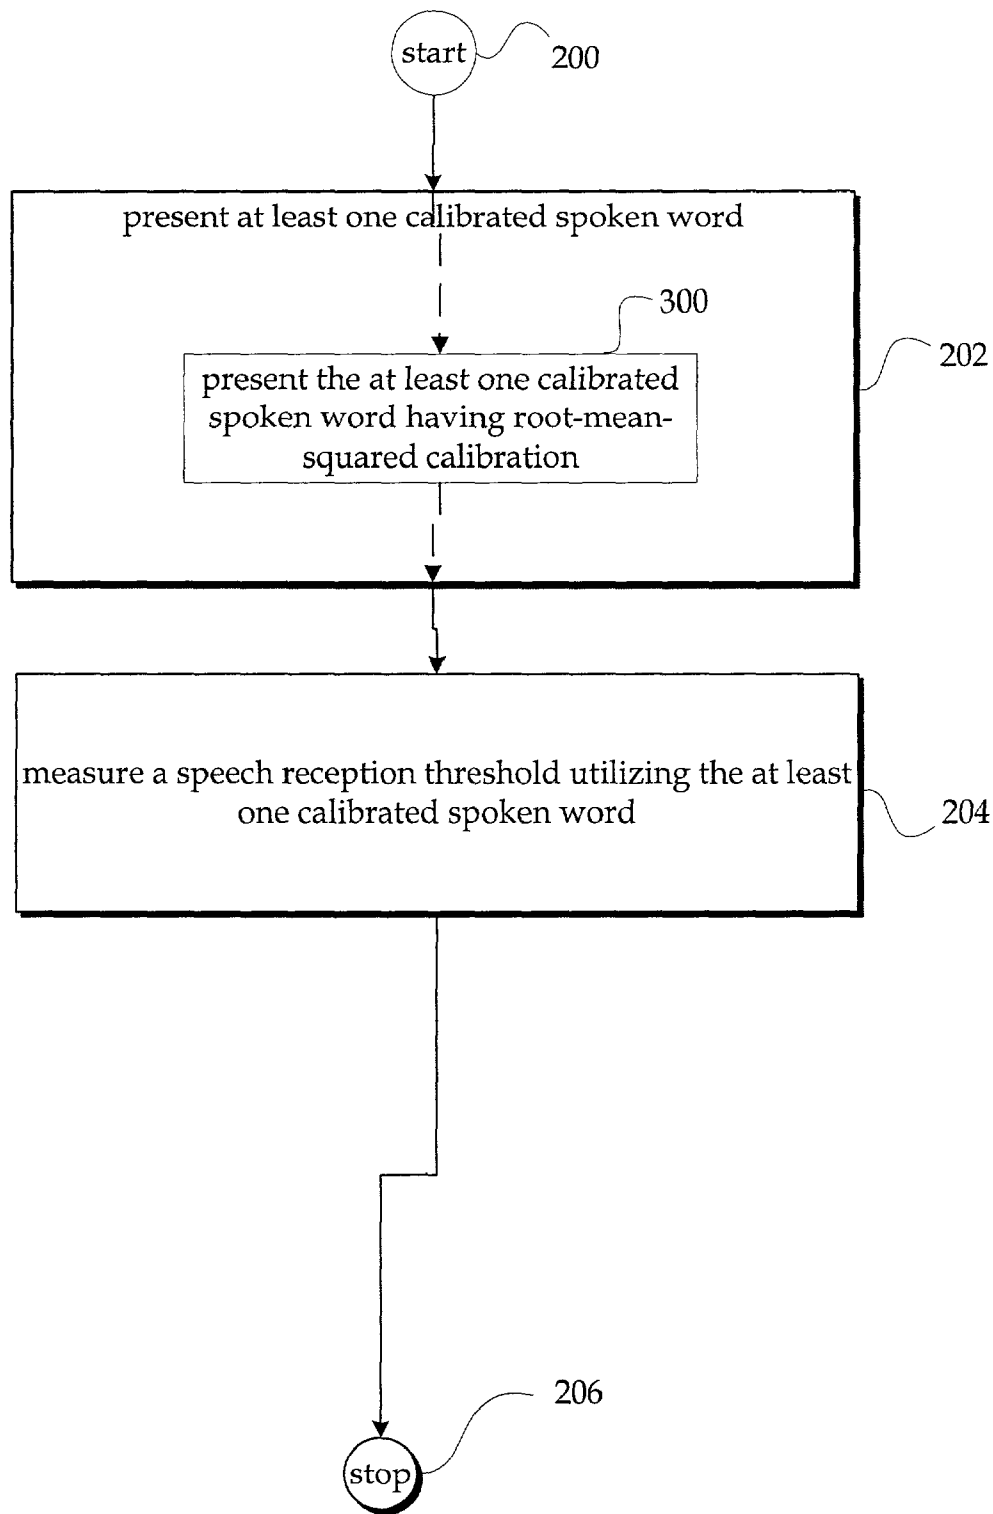 start
200
present at least one calibrated spoken word
300
202
present the at least one calibrated
spoken word having root-mean-
squared calibration
measure a speech reception threshold utilizing the at least
one calibrated spoken word
204
206
stop